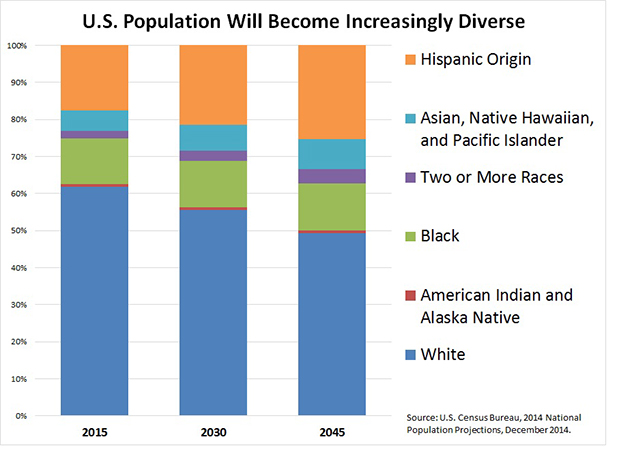 U.S. Population Will Become Increasingly Diverse
100%
90%
80%
70%
60%
50%
40%
30%
20%
10%
0%
2015
2030
2045
Hispanic Origin
Asian, Native Hawaiian,
and Pacific Islander
Two or More Races
Black
American Indian and
Alaska Native
White
Source: U.S. Census Bureau, 2014 National
Population Projections, December 2014.